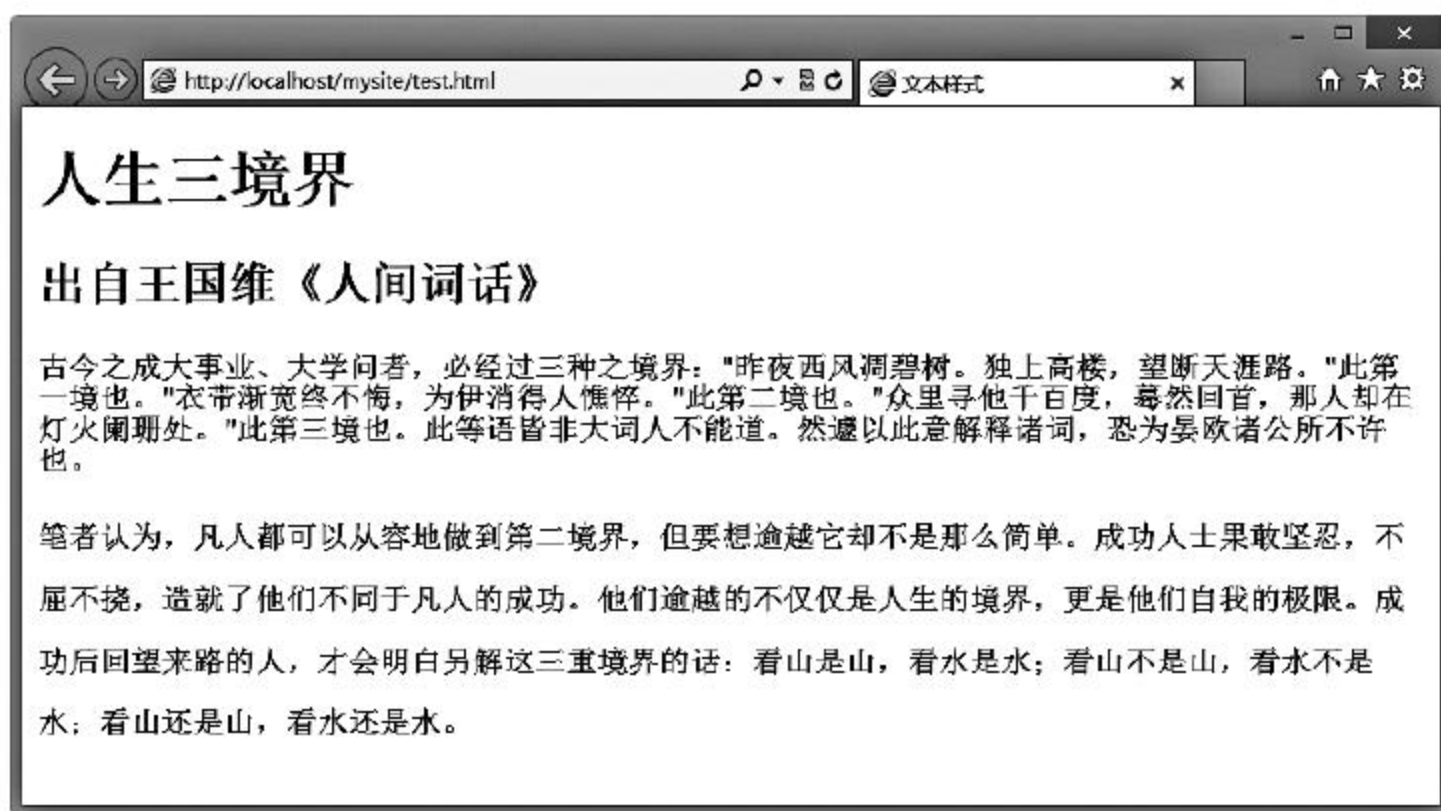 http://localhost/mysite/test.html
文本样式
人生三境界
出自王国维《人间词话》
古今之成大事业、大学问者，必经过三种之境界："昨夜西风凋碧树。独上高楼，望断天涯路。"此第
一境也。"衣带渐宽终不悔，为伊消得人憔悴。"此第二境也。"众里寻他千百度，蓦然回首，那人却在
灯火阑珊处。"此第三境也。此等语皆非大词人不能道。然遽以此意解释诸词，恐为晏欧诸公所不许
也。
笔者认为，凡人都可以从容地做到第二境界，但要想逾越它却不是那么简单。成功人士果敢坚忍，不
屈不挠，造就了他们不同于凡人的成功。他们逾越的不仅仅是人生的境界，更是他们自我的极限。成
功后回望来路的人，才会明白另解这三重境界的话：看山是山，看水是水；看山不是山，看水不是
水；看山还是山，看水还是水。